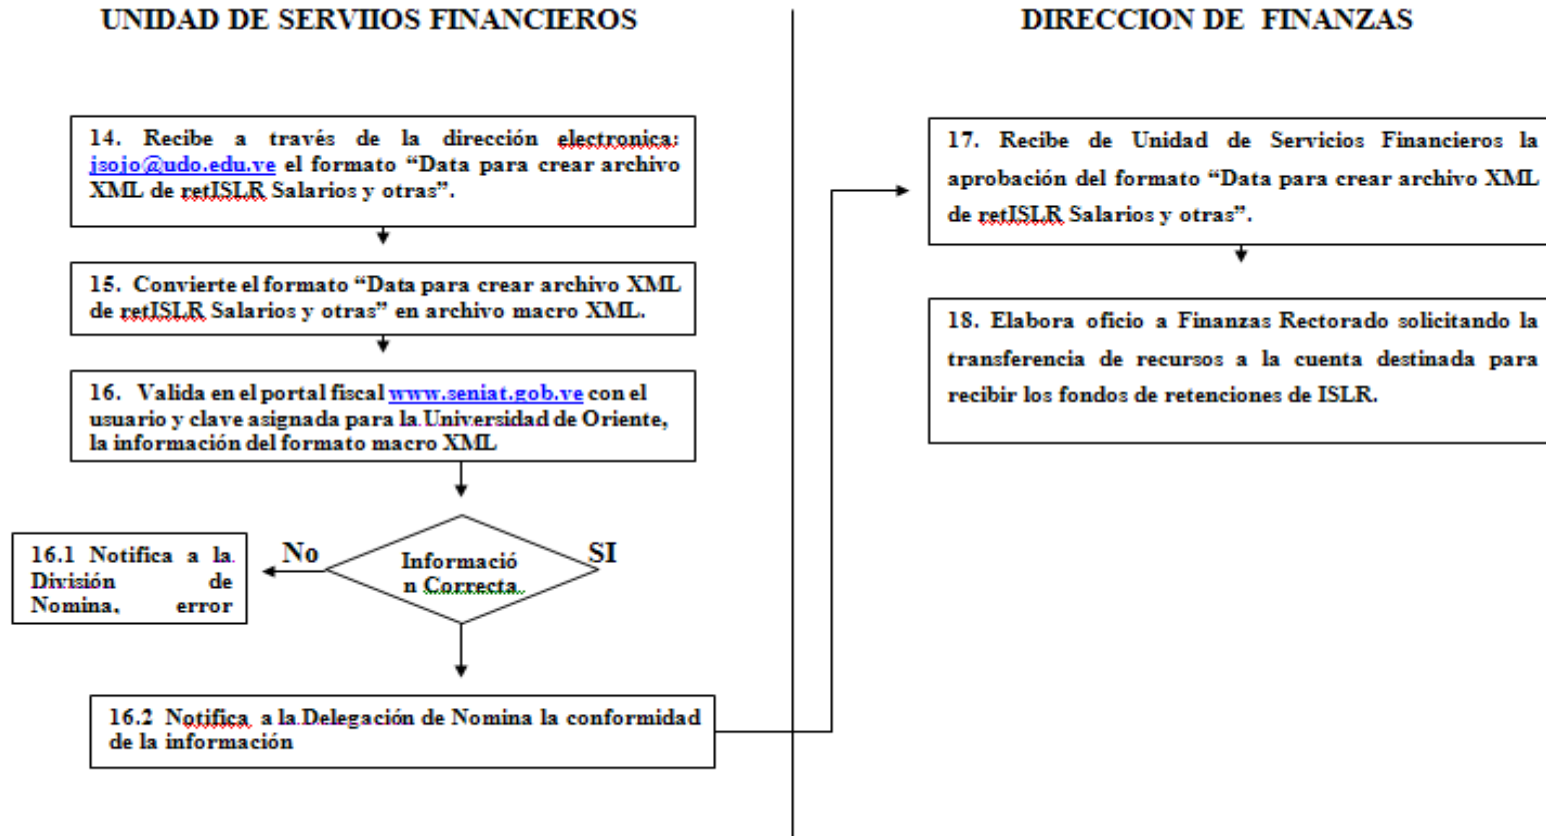 UNIDAD DE SERVIIOS FINANCIEROS
14. Recibe a través de la dirección electronica:
jsojo@udo.edu.ve el formato “Data para crear archivo
XML de retISLR Salarios y otras”.
15. Convierte el formato “Data para crear archivo XML
de retISLR Salarios y otras” en archivo macro XML.
16. Valida en el portal fiscal www.seniat.gob.ve con el
usuario y clave asignada para la Universidad de Oriente,
la información del formato macro XML
Informació
n Correcta
No
SI
16.1 Notifica a la
División de
Nomina, error
16.2 Notifica a la Delegación de Nomina la conformidad
de la información
DIRECCION DE FINANZAS
17. Recibe de Unidad de Servicios Financieros la
aprobación del formato “Data para crear archivo XML
de retISLR Salarios y otras”.
18. Elabora oficio a Finanzas Rectorado solicitando la
transferencia de recursos a la cuenta destinada para
recibir los fondos de retenciones de ISLR.